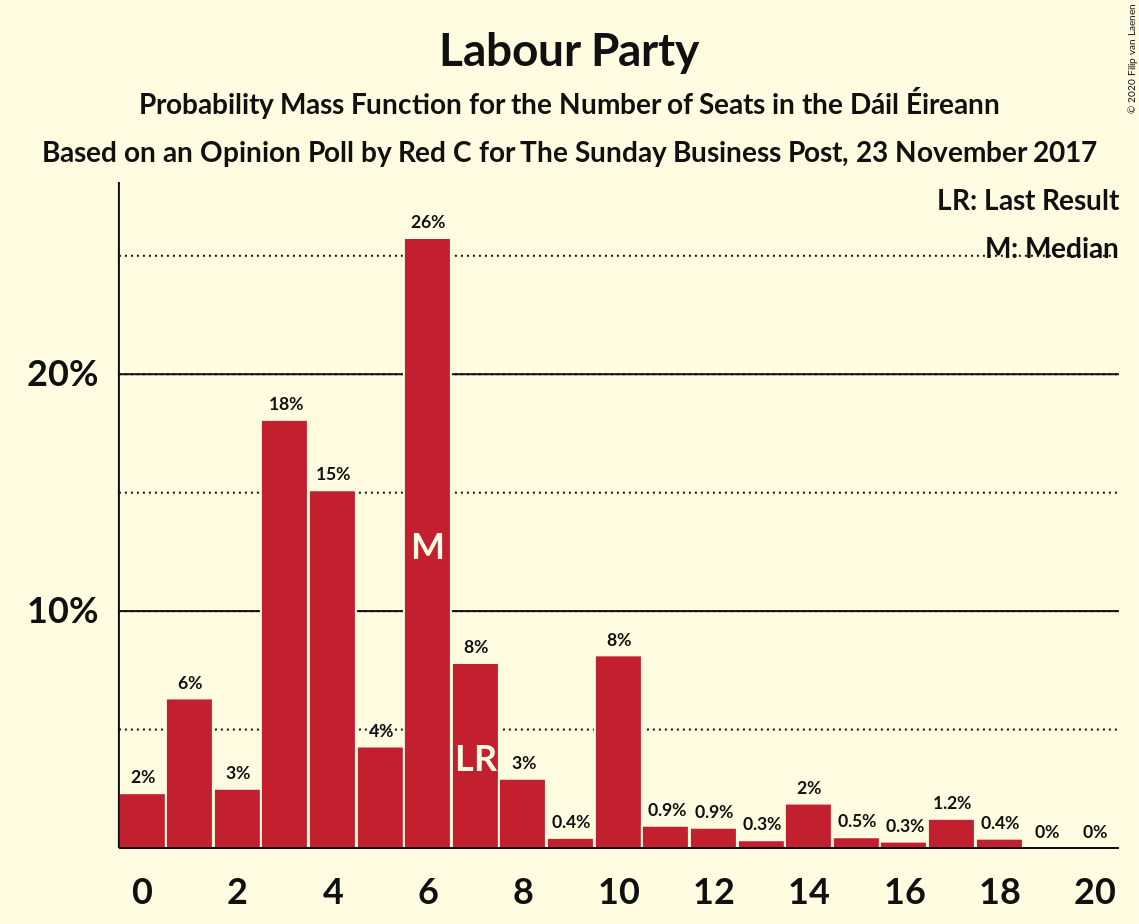 Labour Party
Probability Mass Function for the Number of Seats in the Dáil Éireann
Based on an Opinion Poll by Red C for The Sunday Business Post, 23 November 2017
© 2020 Filip van Laenen
LR: Last Result
M: Median
20%
10%
2%
6%
3%
18%
15%
4%
26%
8%
3%
0.4%
8%
0.9%
0.9%
0.3%
2%
0.5%
0.3%
1.2%
0.4%
0%
0%
M
LR
0 2 4 6 8 10 12 14 16 18 20